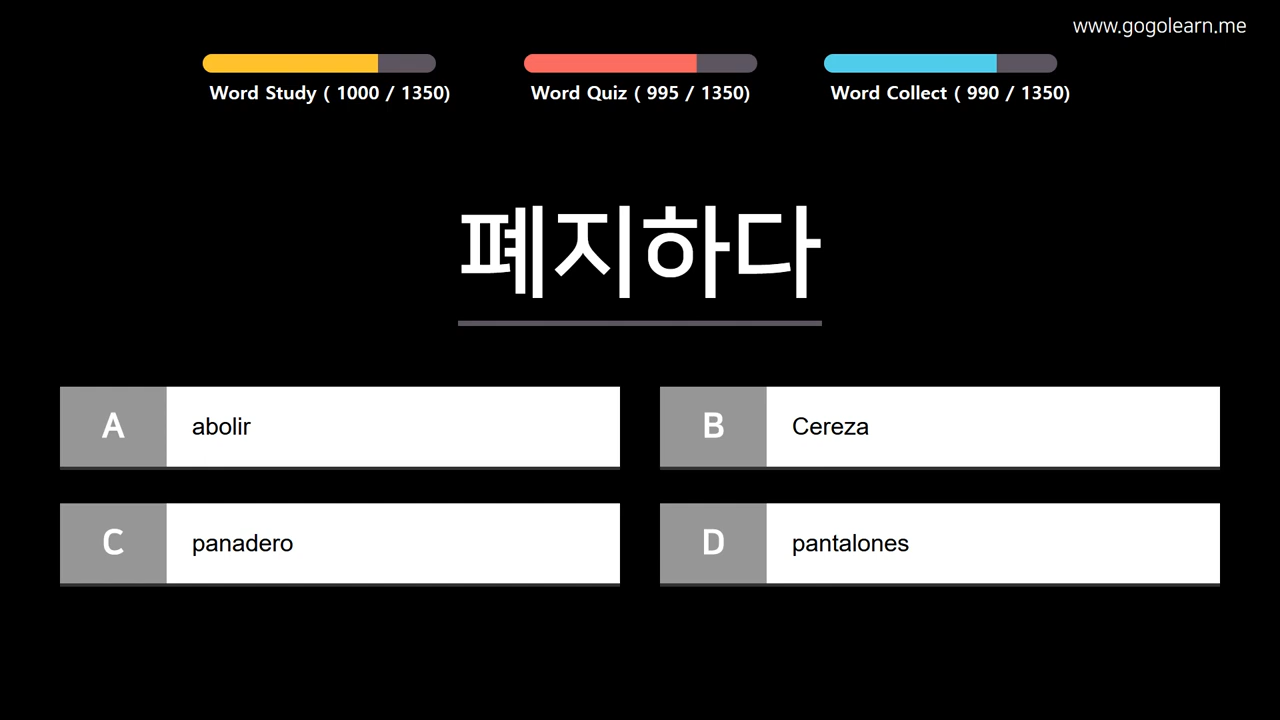 www.gogolearn.me
Word Study ( 1000 / 1350)
Word Quiz ( 995 / 1350)
Word Collect ( 990 / 1350)
폐지하다
A abolir
B Cereza
C panadero
D pantalones